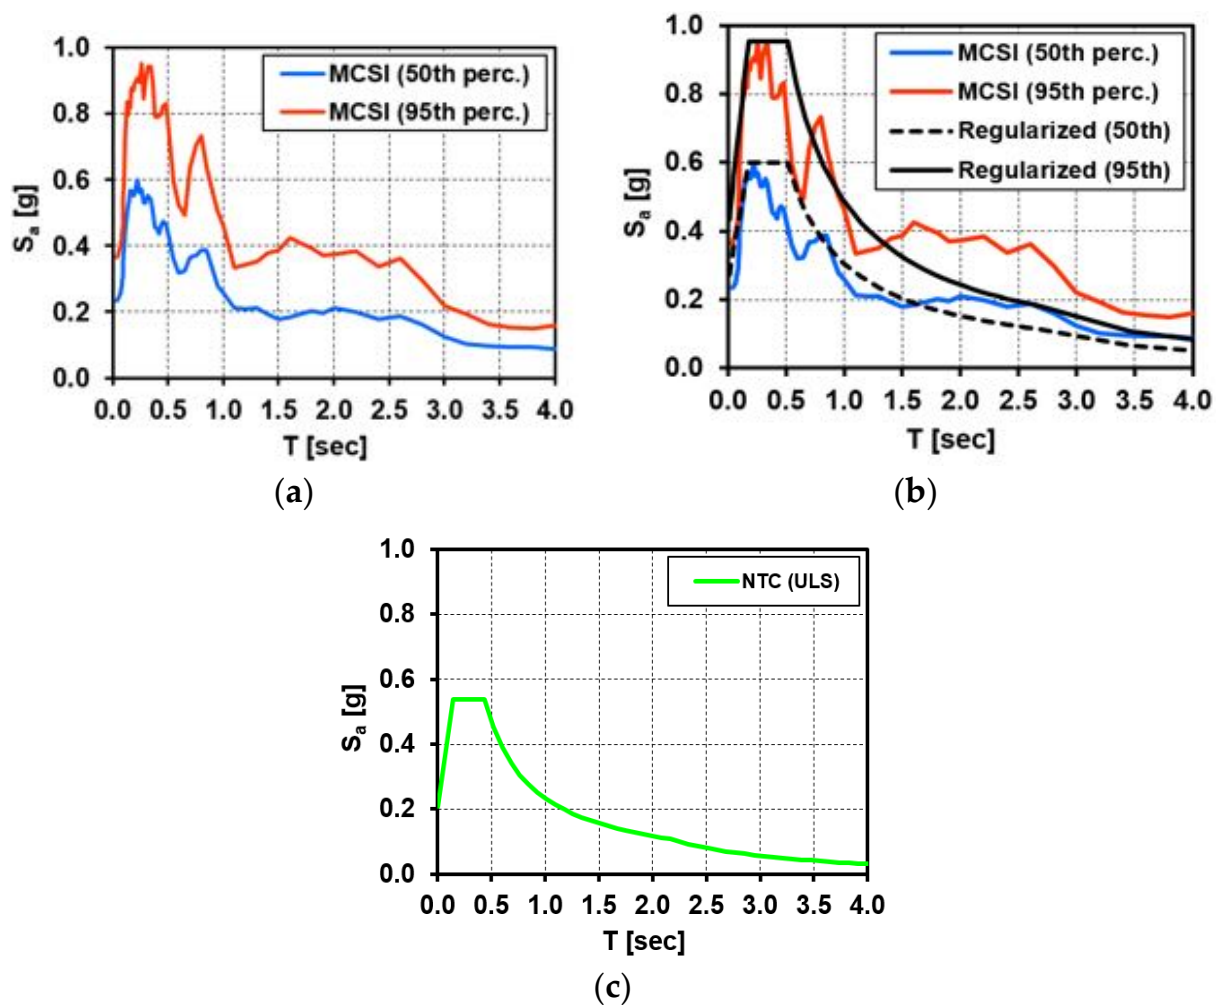 (a)
1.0
0.8
0.6
0.4
0.2
0.0
S_a [g]
MCSI (50th perc.)
MCSI (95th perc.)
0.0 0.5 1.0 1.5 2.0 2.5 3.0 3.5 4.0
T [sec]
(a)
(b)
1.0
0.8
0.6
0.4
0.2
0.0
S_a [g]
MCSI (50th perc.)
MCSI (95th perc.)
Regularized (50th)
Regularized (95th)
0.0 0.5 1.0 1.5 2.0 2.5 3.0 3.5 4.0
T [sec]
(b)
1.0
0.8
0.6
0.4
0.2
0.0
S_a [g]
NTC (ULS)
0.0 0.5 1.0 1.5 2.0 2.5 3.0 3.5 4.0
T [sec]
(c)